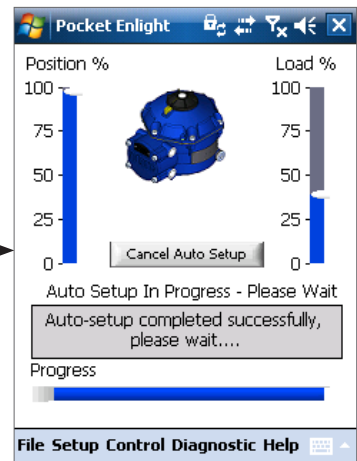 Pocket Enlight
Position %
Load %
100
75
50
25
0
100
75
50
25
0
Cancel Auto Setup
Auto Setup In Progress - Please Wait
Auto-setup completed successfully,
please wait....
Progress
File Setup Control Diagnostic Help